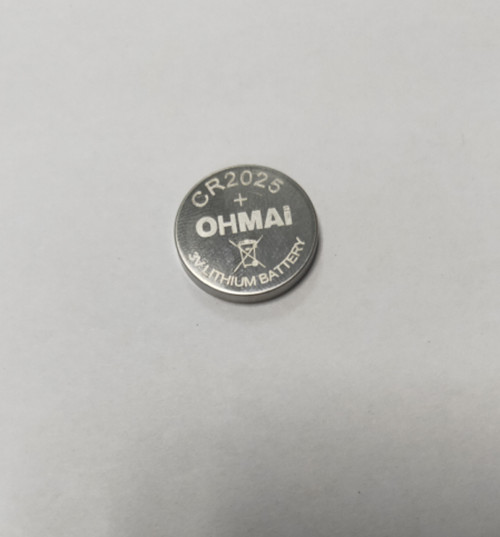 CR2025
+
OHMAi
3V LITHIUM BATTERY